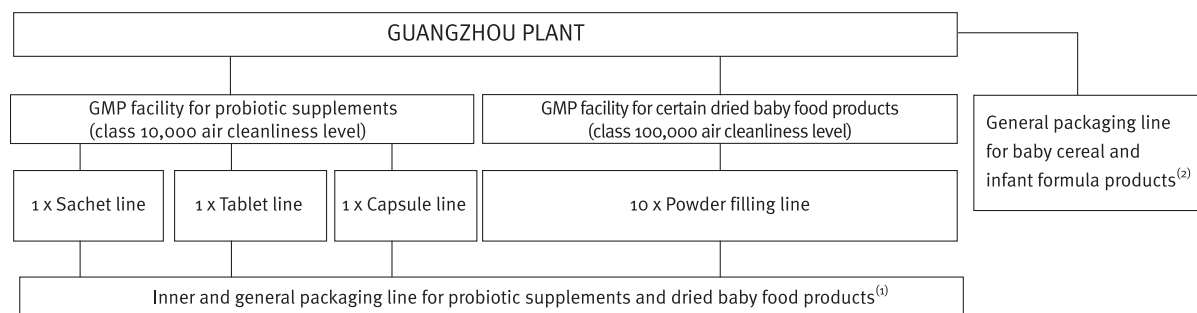 GUANGZHOU PLANT
GMP facility for probiotic supplements
(class 10,000 air cleanliness level)
GMP facility for certain dried baby food products
(class 100,000 air cleanliness level)
General packaging line
for baby cereal and
infant formula products(2)
1 x Sachet line
1 x Tablet line
1 x Capsule line
10 x Powder filling line
Inner and general packaging line for probiotic supplements and dried baby food products(1)